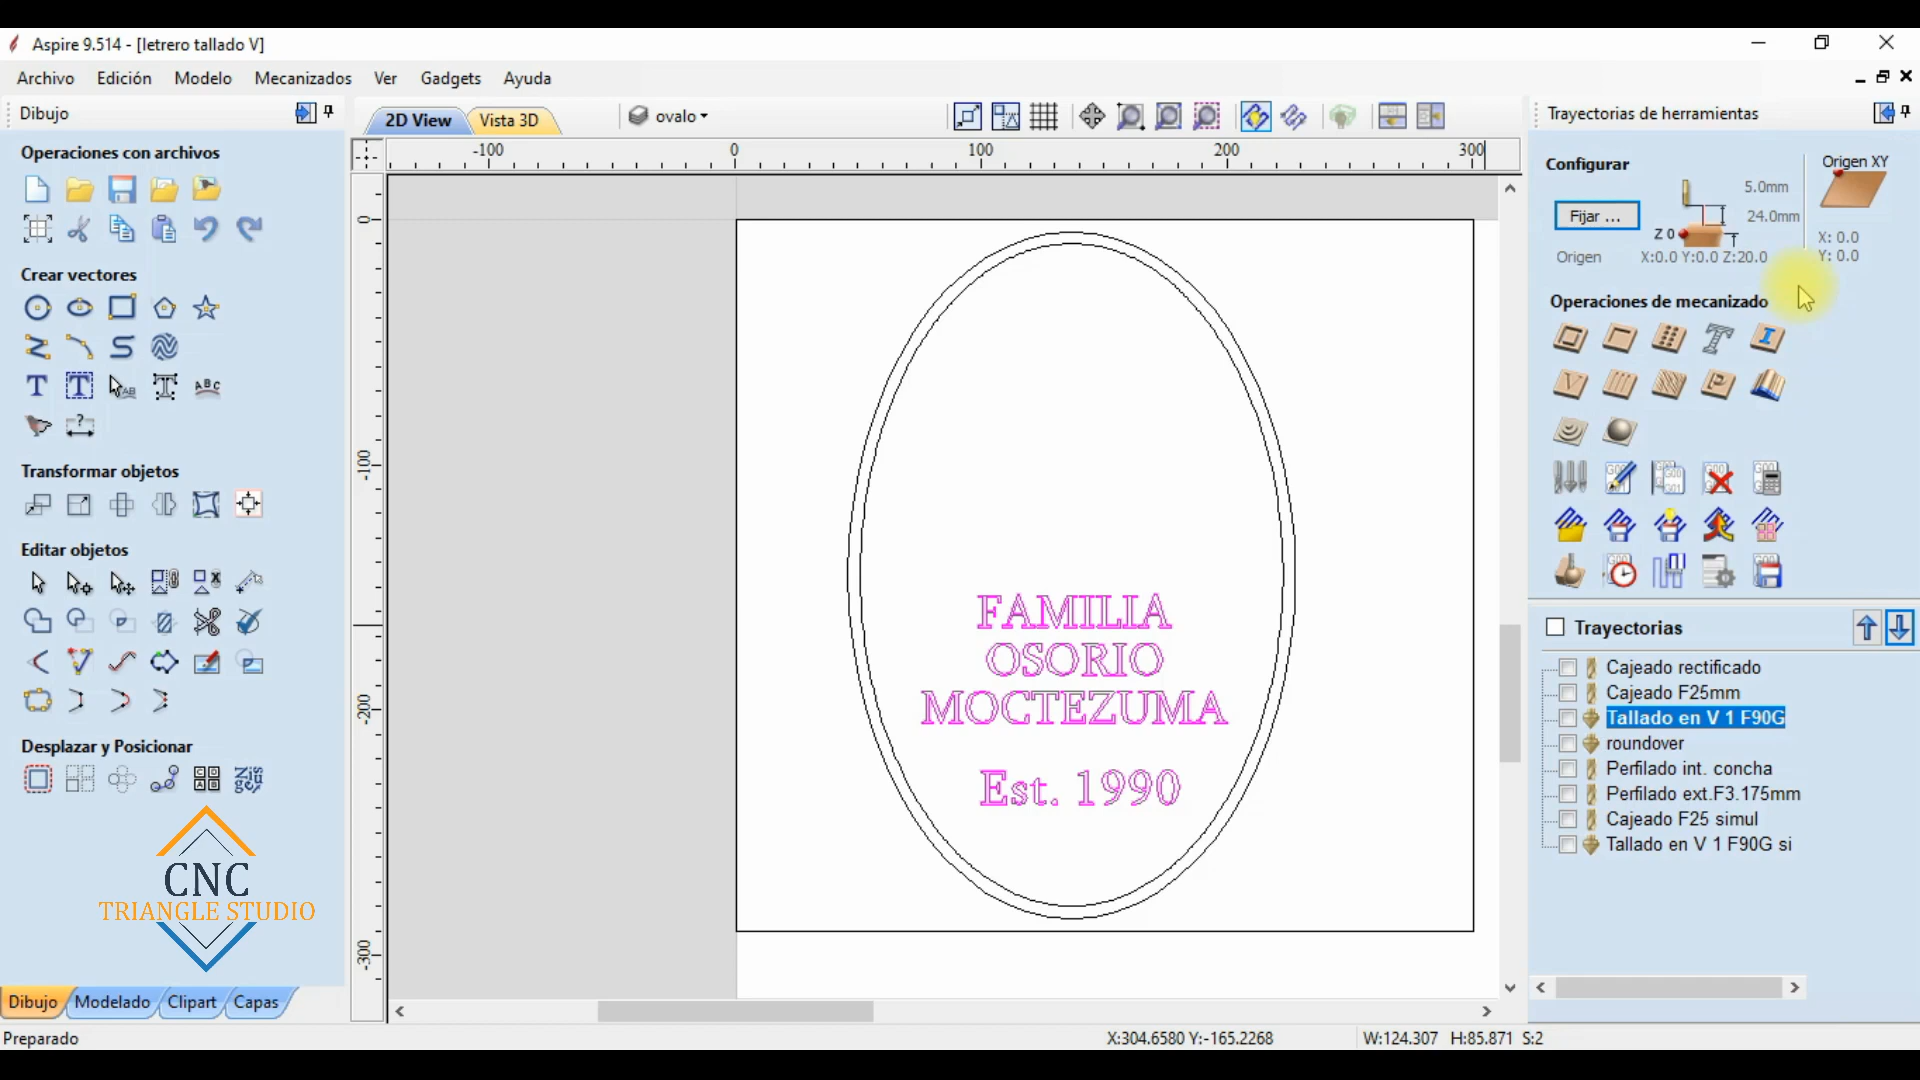 Aspire 9.514 - [letrero tallado V]
Archivo Edición Modelo Mecanizados Ver Gadgets Ayuda
Dibujo
2D View Vista 3D ovalo
Trayectorias de herramientas
Operaciones con archivos
Crear vectores
Transformar objetos
Editar objetos
Desplazar y Posicionar
CNC
TRIANGLE STUDIO
Dibujo Modelado Clipart Capas
Preparado
-100 0 100 200 300
0
-100
-200
-300
FAMILIA
OSORIO
MOCTEZUMA
Est. 1990
X:304.6580 Y:-165.2268
W:124.307 H:85.871 S:2
Configurar
Fijar ...
5.0mm
24.0mm
Z 0
Origen X:0.0 Y:0.0 Z:20.0
Origen XY
X: 0.0
Y: 0.0
Operaciones de mecanizado
Trayectorias
Cajeado rectificado
Cajeado F25mm
Tallado en V 1 F90G
roundover
Perfilado int. concha
Perfilado ext.F3.175mm
Cajeado F25 simul
Tallado en V 1 F90G si